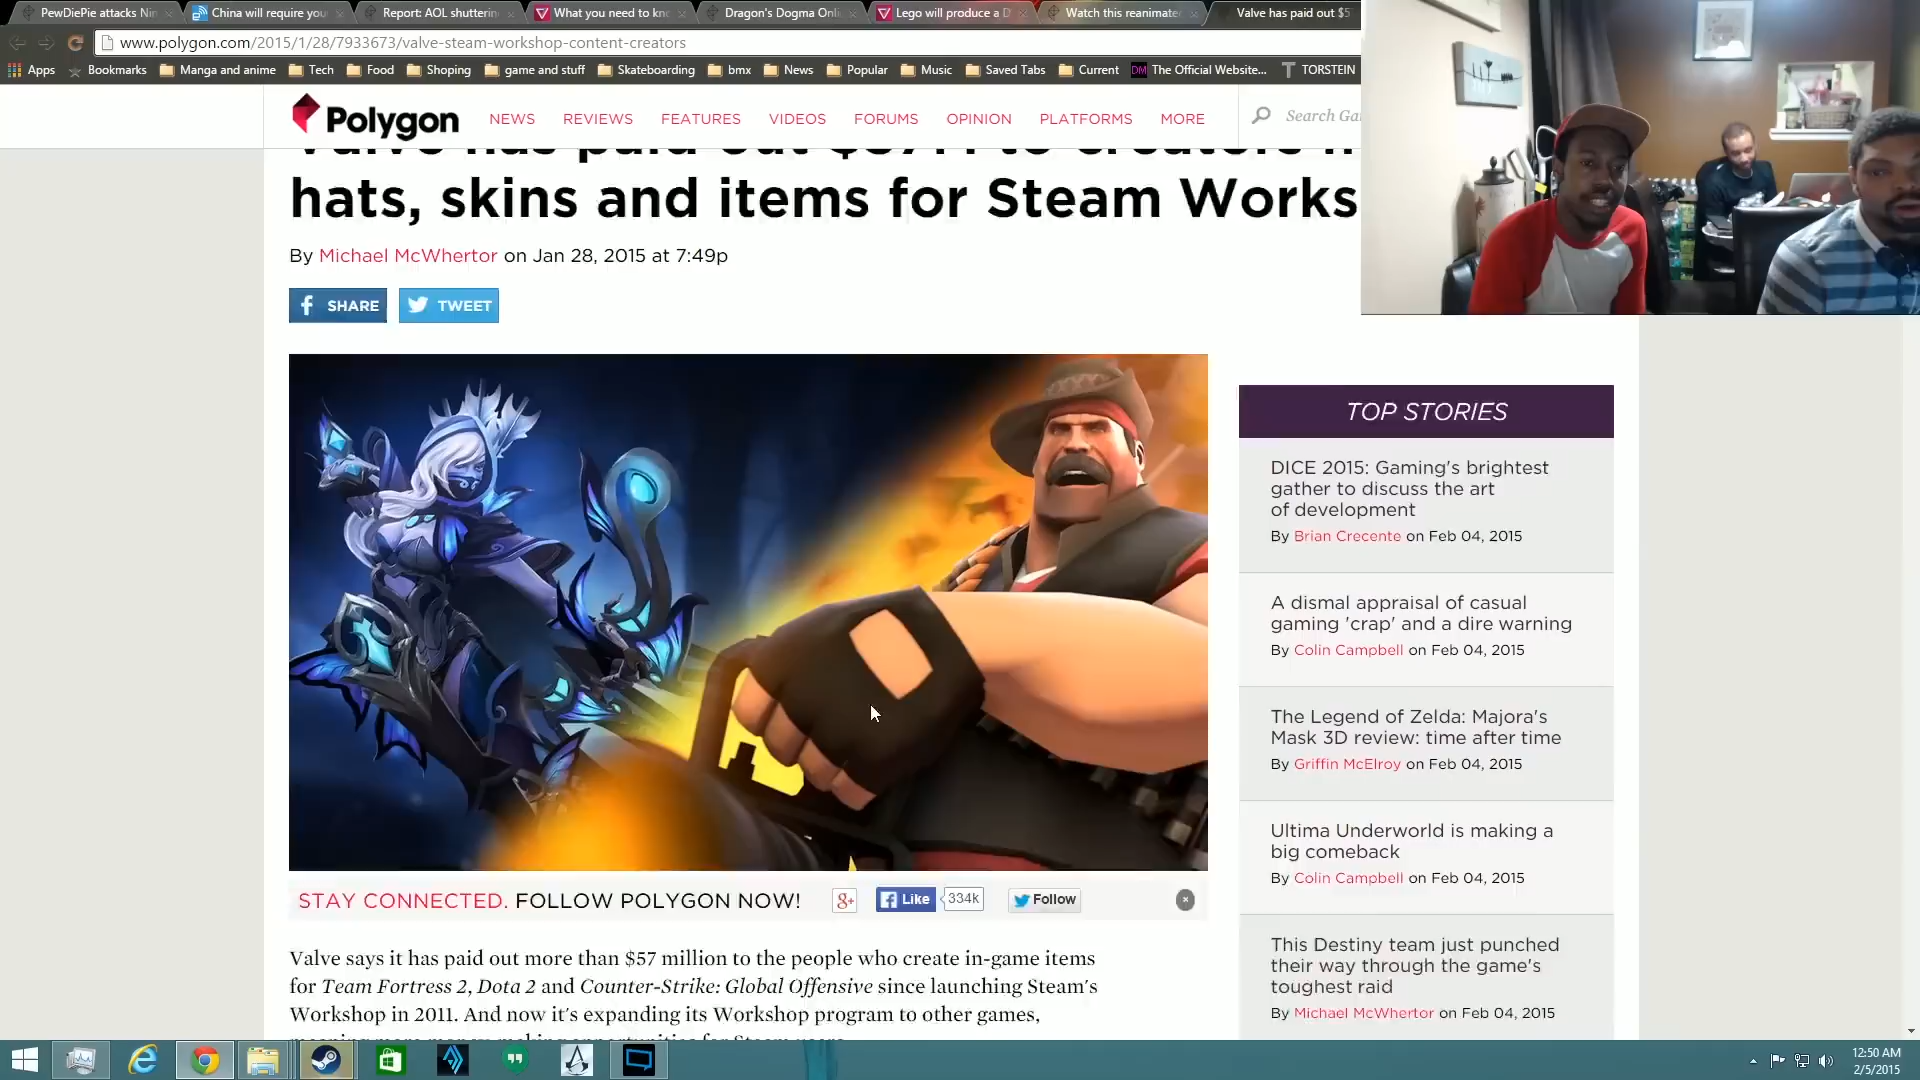 PewDiePie attacks Nin
China will require you
Report: AOL shutterin
What you need to kno
Dragon's Dogma Onli
Lego will produce a D
Watch this reanimate
Valve has paid out $5
www.polygon.com/2015/1/28/7933673/valve-steam-workshop-content-creators
Apps Bookmarks Manga and anime Tech Food Shoping game and stuff Skateboarding bmx News Popular Music Saved Tabs Current DM The Official Website... TORSTEIN
Polygon NEWS REVIEWS FEATURES VIDEOS FORUMS OPINION PLATFORMS MORE Search Ga
Valve has paid out to creators
hats, skins and items for Steam Works
By Michael McWhertor on Jan 28, 2015 at 7:49p
SHARE TWEET
STAY CONNECTED. FOLLOW POLYGON NOW! g+ Like 334k Follow
Valve says it has paid out more than $57 million to the people who create in-game items
for Team Fortress 2, Dota 2 and Counter-Strike: Global Offensive since launching Steam's
Workshop in 2011. And now it's expanding its Workshop program to other games,
TOP STORIES
DICE 2015: Gaming's brightest
gather to discuss the art
of development
By Brian Crecente on Feb 04, 2015
A dismal appraisal of casual
gaming 'crap' and a dire warning
By Colin Campbell on Feb 04, 2015
The Legend of Zelda: Majora's
Mask 3D review: time after time
By Griffin McElroy on Feb 04, 2015
Ultima Underworld is making a
big comeback
By Colin Campbell on Feb 04, 2015
This Destiny team just punched
their way through the game's
toughest raid
By Michael McWhertor on Feb 04, 2015
12:50 AM
2/5/2015